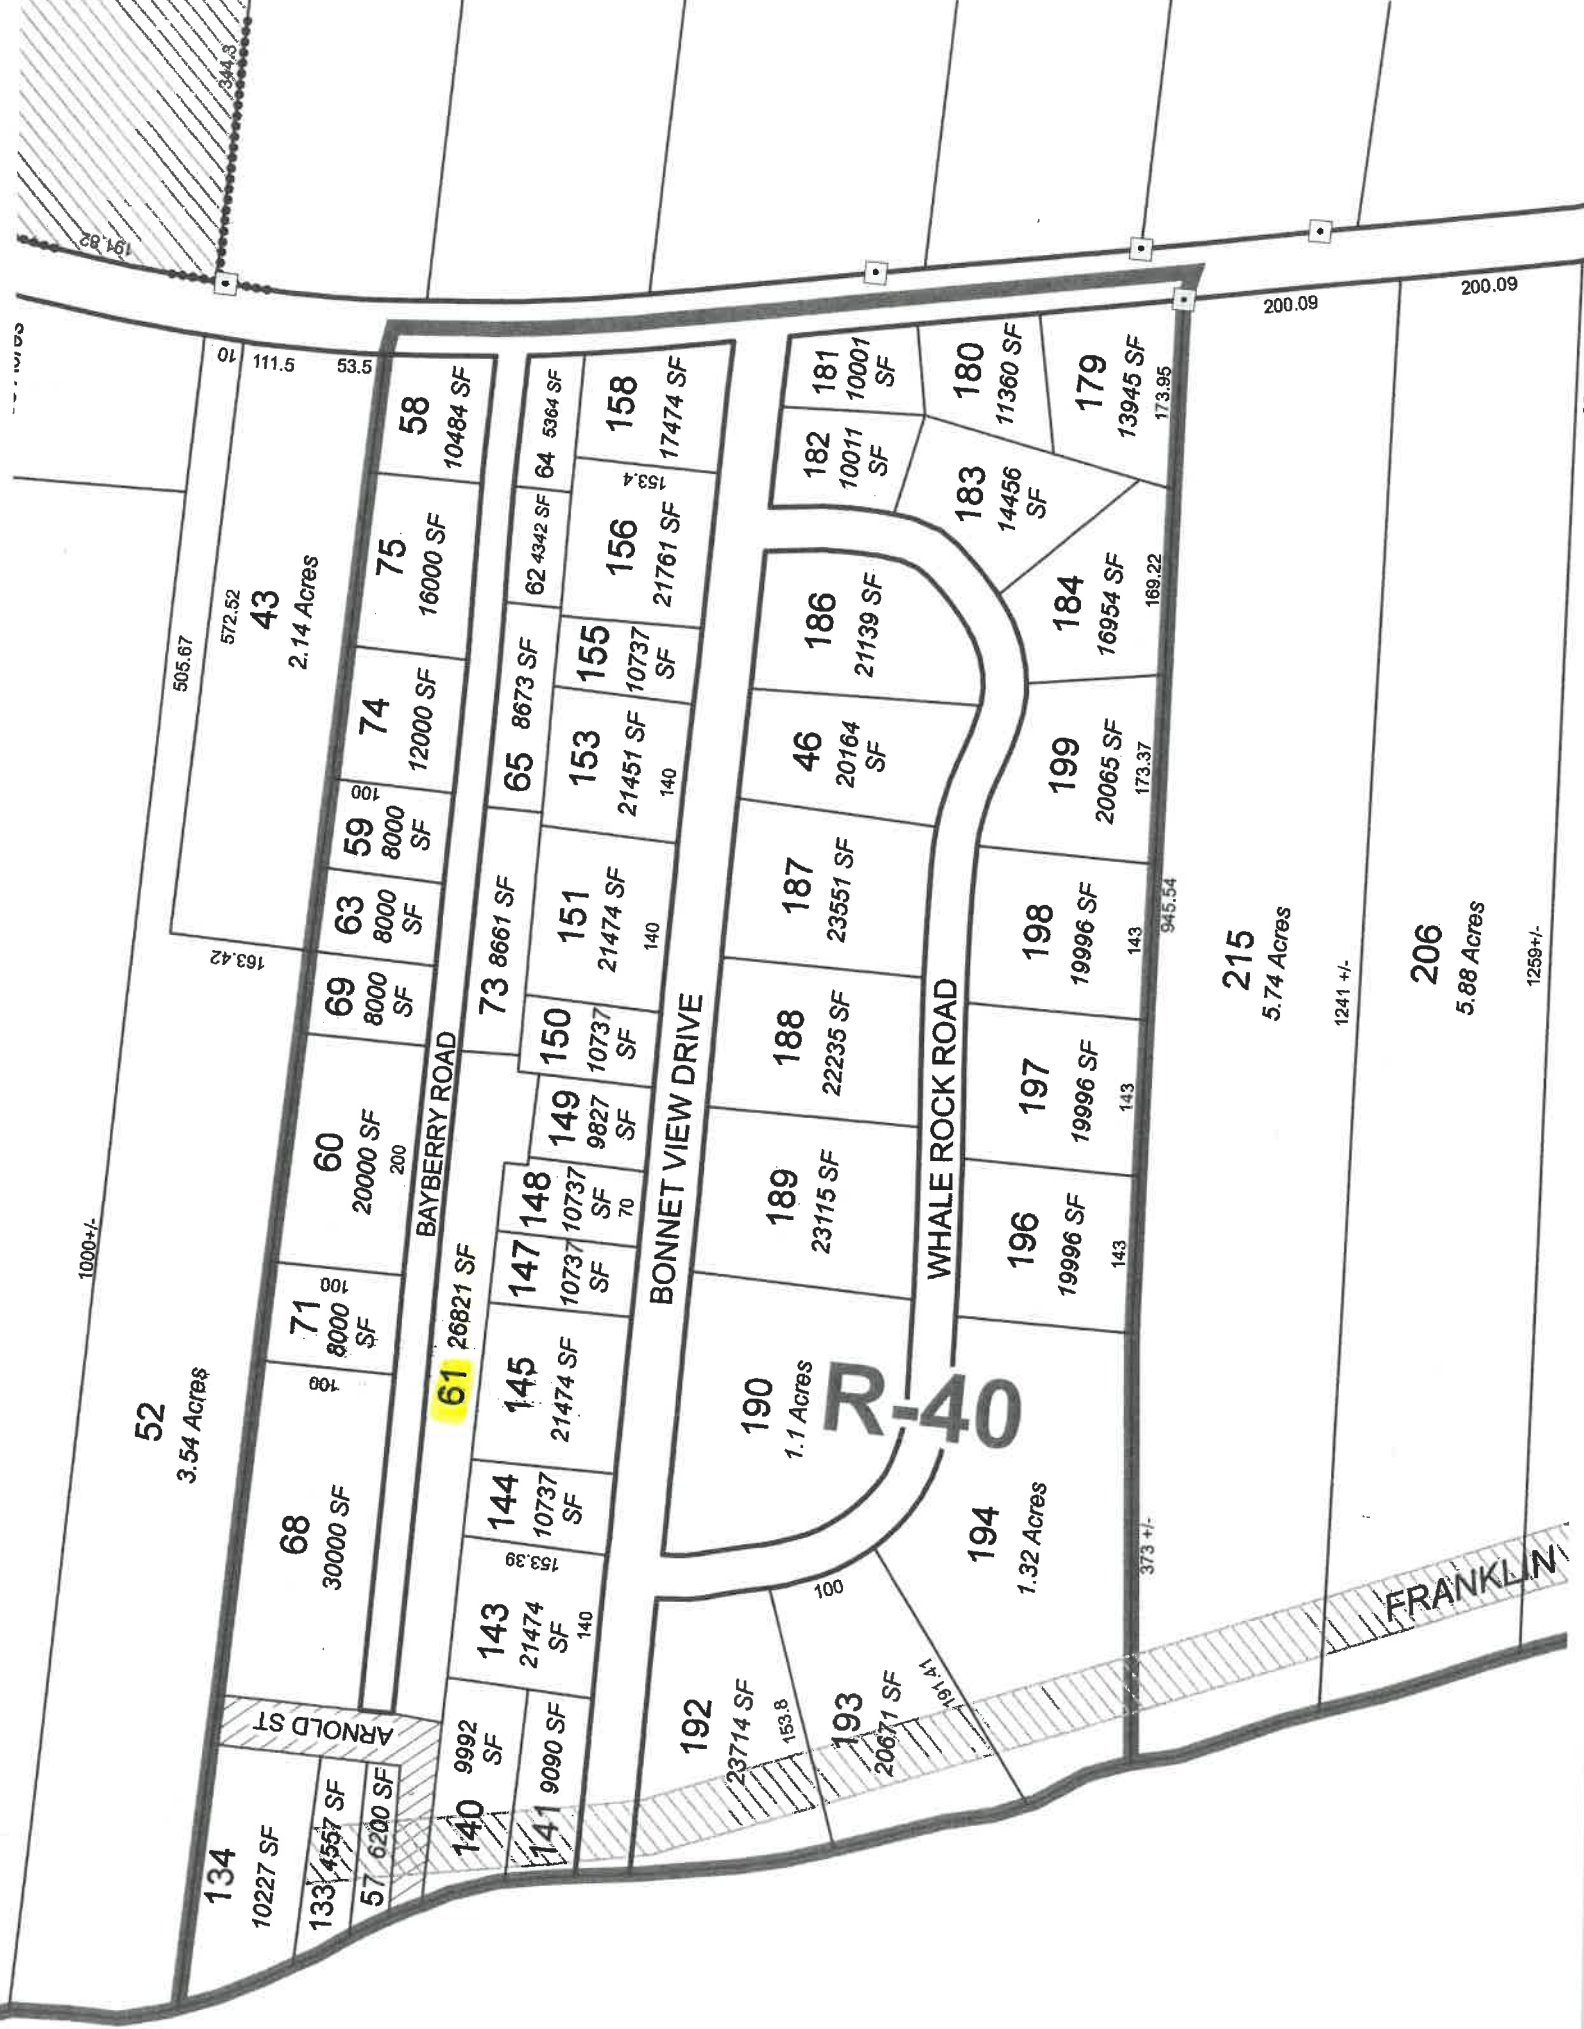 344.3
191.82
10
111.5
53.5
505.67
572.52
43
2.14 Acres
163.42
1000+/-
52
3.54 Acres
58
10484 SF
75
16000 SF
74
12000 SF
100
59
8000
SF
63
8000
SF
69
8000
SF
60
20000 SF
200
100
71
8000
SF
100
68
30000 SF
ARNOLD ST
134
10227 SF
133 4557 SF
57 6200 SF
BAYBERRY ROAD
64 5364 SF
62 4342 SF
65 8673 SF
73 8661 SF
61 26821 SF
158
17474 SF
153.4
156
21761 SF
155
10737
SF
153
21451 SF
140
151
21474 SF
140
150
10737
SF
149
9827
SF
148
10737
SF
70
147
10737
SF
145
21474 SF
144
10737
SF
153.39
143
21474
SF
140
140
9992
SF
141 9090 SF
BONNET VIEW DRIVE
181
10001
SF
182
10011
SF
180
11360 SF
179
13945 SF
173.95
183
14456
SF
184
16954 SF
169.22
186
21139 SF
46
20164
SF
187
23551 SF
188
22235 SF
189
23115 SF
190
1.1 Acres
R-40
WHALE ROCK ROAD
199
20065 SF
173.37
198
19996 SF
143
197
19996 SF
143
196
19996 SF
143
194
1.32 Acres
100
192
23714 SF
153.8
193
20671 SF
191.41
945.54
373 +/-
200.09
200.09
215
5.74 Acres
1241 +/-
206
5.88 Acres
1259+/-
FRANKLIN